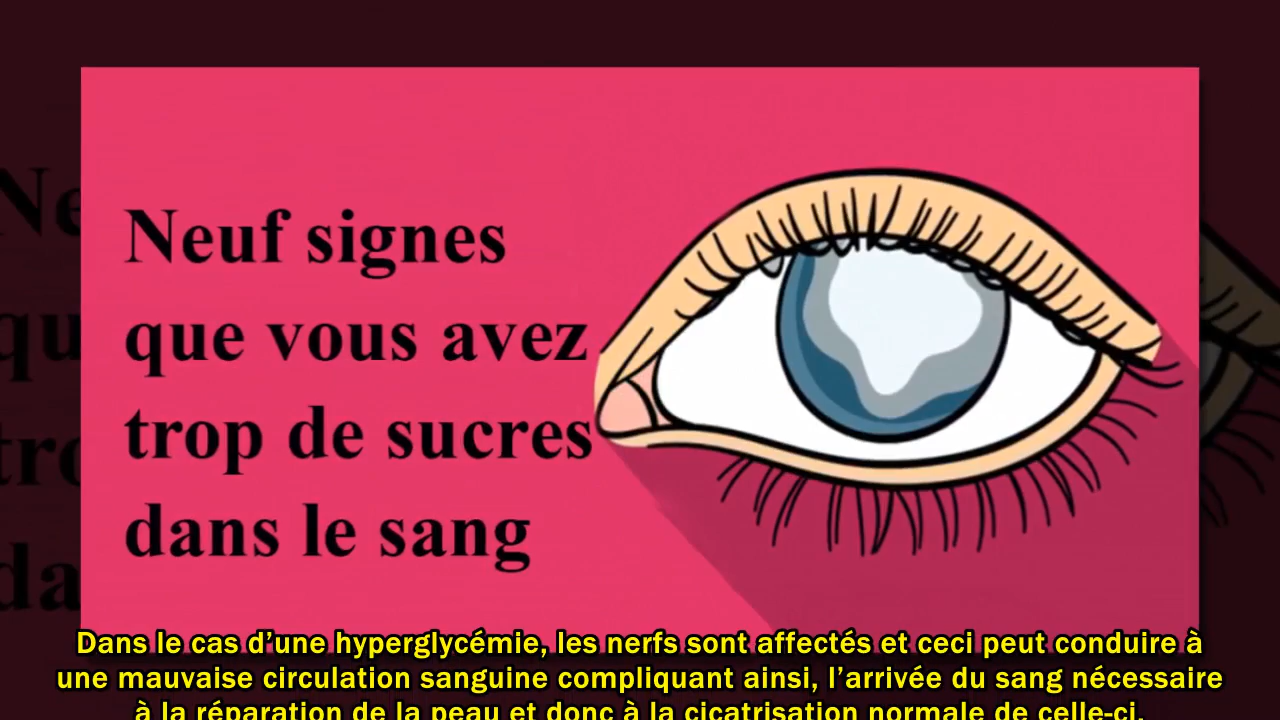 Neuf signes
que vous avez
trop de sucres
dans le sang
Dans le cas d’une hyperglycémie, les nerfs sont affectés et ceci peut conduire à
une mauvaise circulation sanguine compliquant ainsi, l’arrivée du sang nécessaire
à la réparation de la peau et donc à la cicatrisation normale de celle-ci.